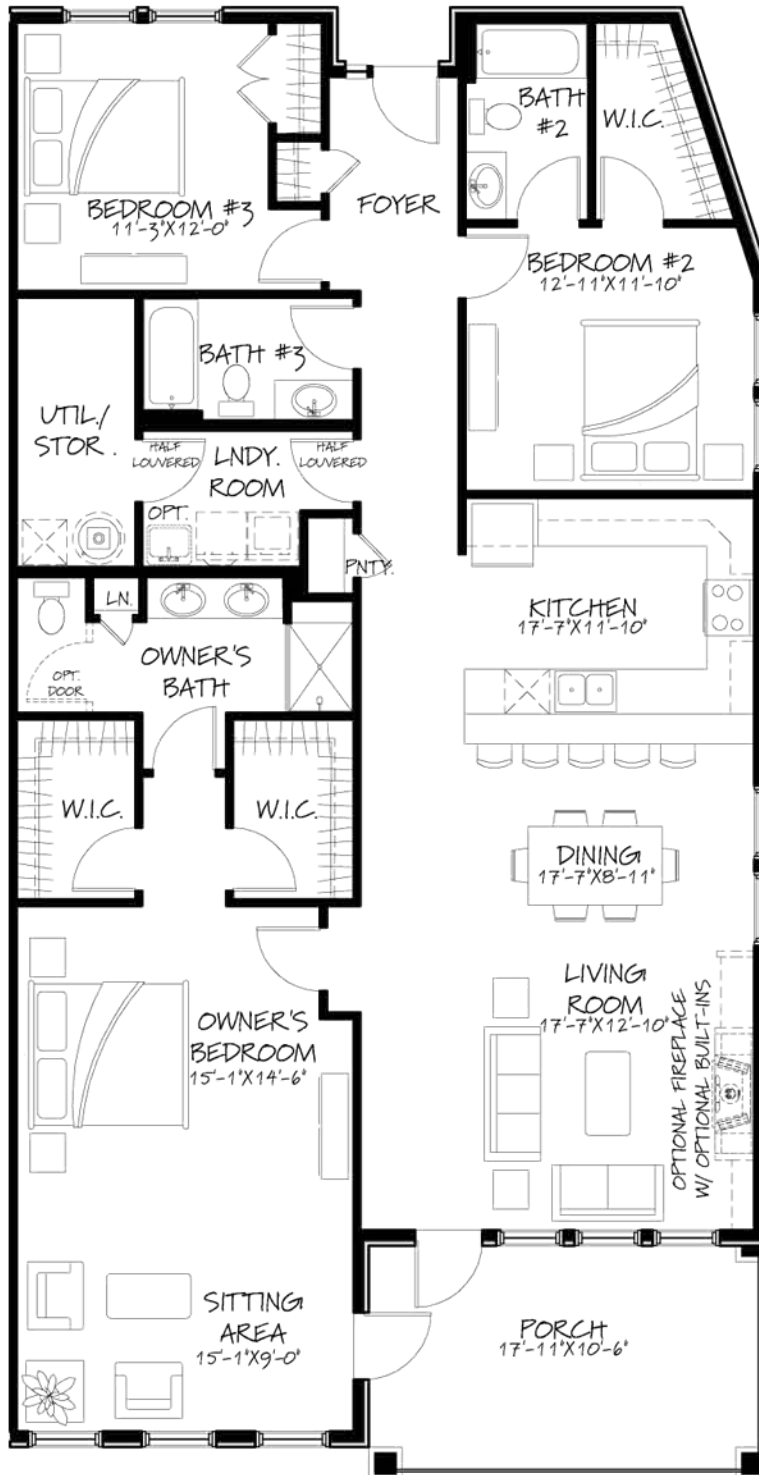 BATH
#2
W.I.C.
BEDROOM #3
11'-3"X12'-0"
FOYER
BEDROOM #2
12'-11"X11'-10"
BATH #3
UTIL./
STOR.
HALF
LOUVERED
LNDY.
ROOM
HALF
LOUVERED
OPT.
PNTY.
LN.
KITCHEN
17'-7"X11'-10"
OWNER'S
BATH
OPT.
DOOR
W.I.C.
W.I.C.
DINING
17'-7"X8'-11"
LIVING
ROOM
17'-7"X12'-10"
OPTIONAL FIREPLACE
W/ OPTIONAL BUILT-INS
OWNER'S
BEDROOM
15'-1"X14'-6"
SITTING
AREA
15'-1"X9'-0"
PORCH
17'-11"X10'-6"